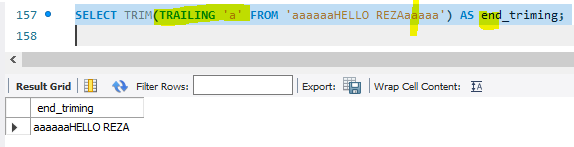 157 SELECT TRIM(TRAILING 'a' FROM 'aaaaaaHELLO REZAaaaaa') AS end_triming;
158
Result Grid Filter Rows: Export: Wrap Cell Content:
end_triming
aaaaaaHELLO REZA